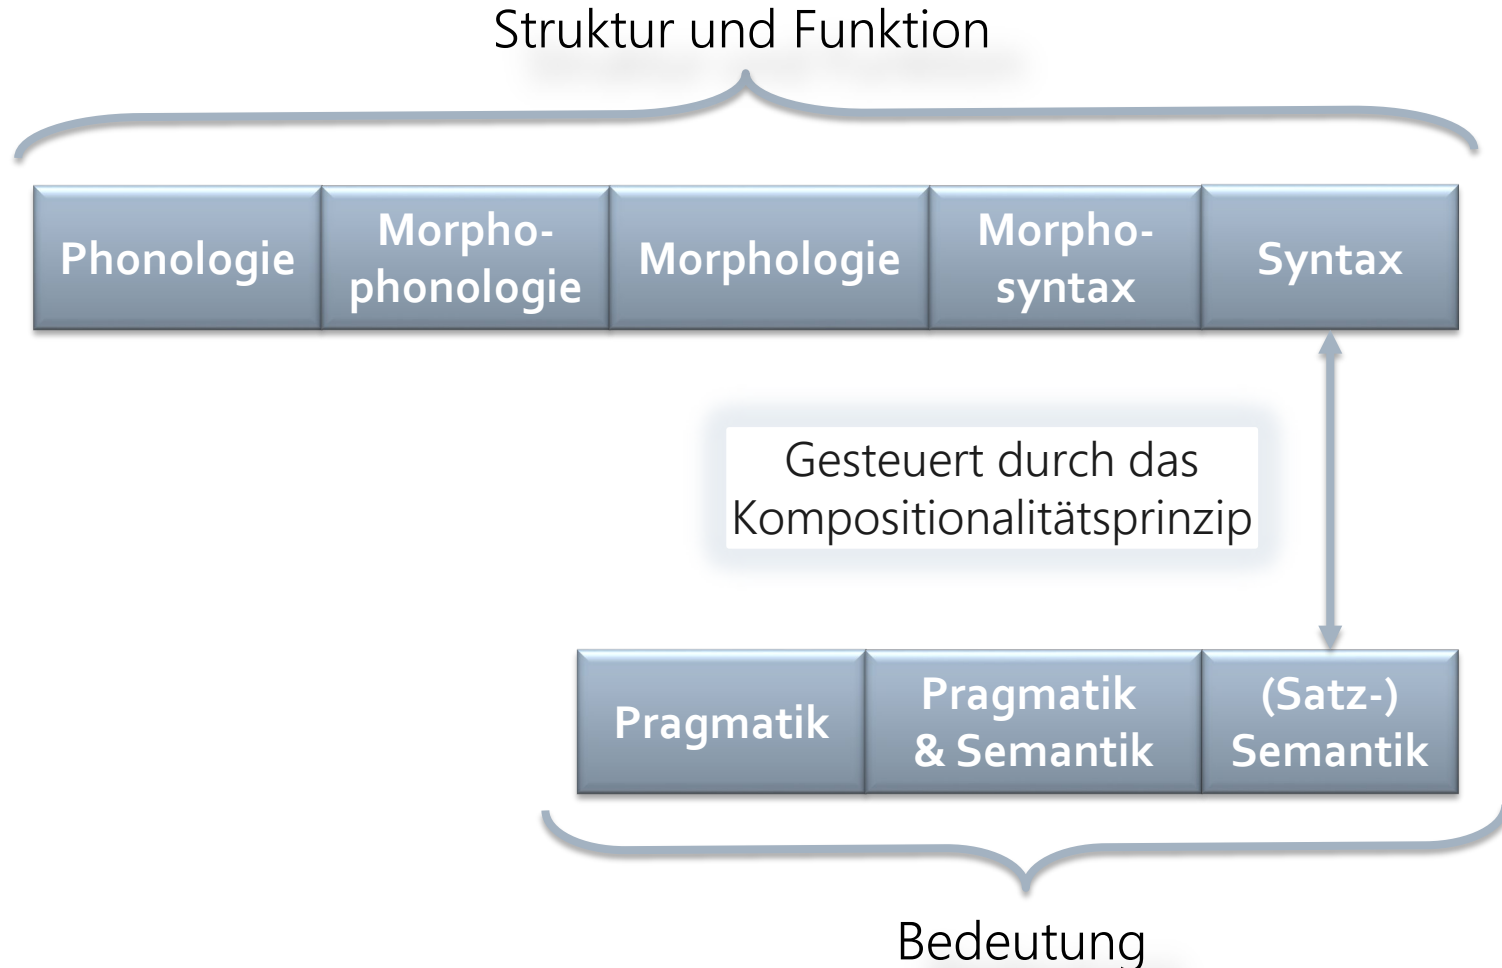 Struktur und Funktion
Phonologie
Morpho-
phonologie
Morphologie
Morpho-
syntax
Syntax
Gesteuert durch das
Kompositionalitätsprinzip
Pragmatik
Pragmatik
& Semantik
(Satz-)
Semantik
Bedeutung